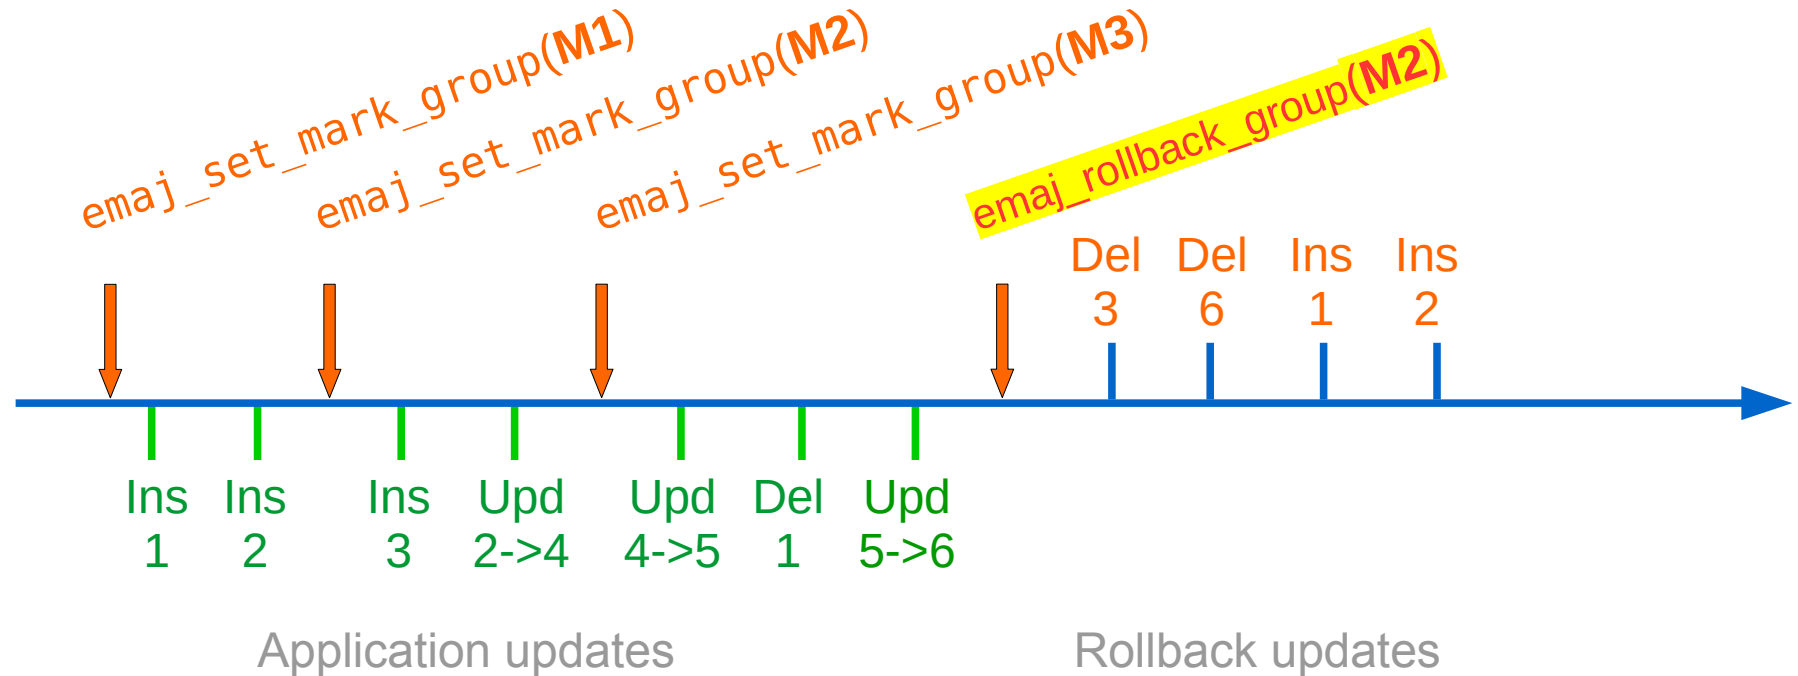 emaj_set_mark_group(M1)
emaj_set_mark_group(M2)
emaj_set_mark_group(M3)
emaj_rollback_group(M2)
Del Del Ins Ins
3 6 1 2
Ins Ins Ins Upd Upd Del Upd
1 2 3 2->4 4->5 1 5->6
Application updates Rollback updates